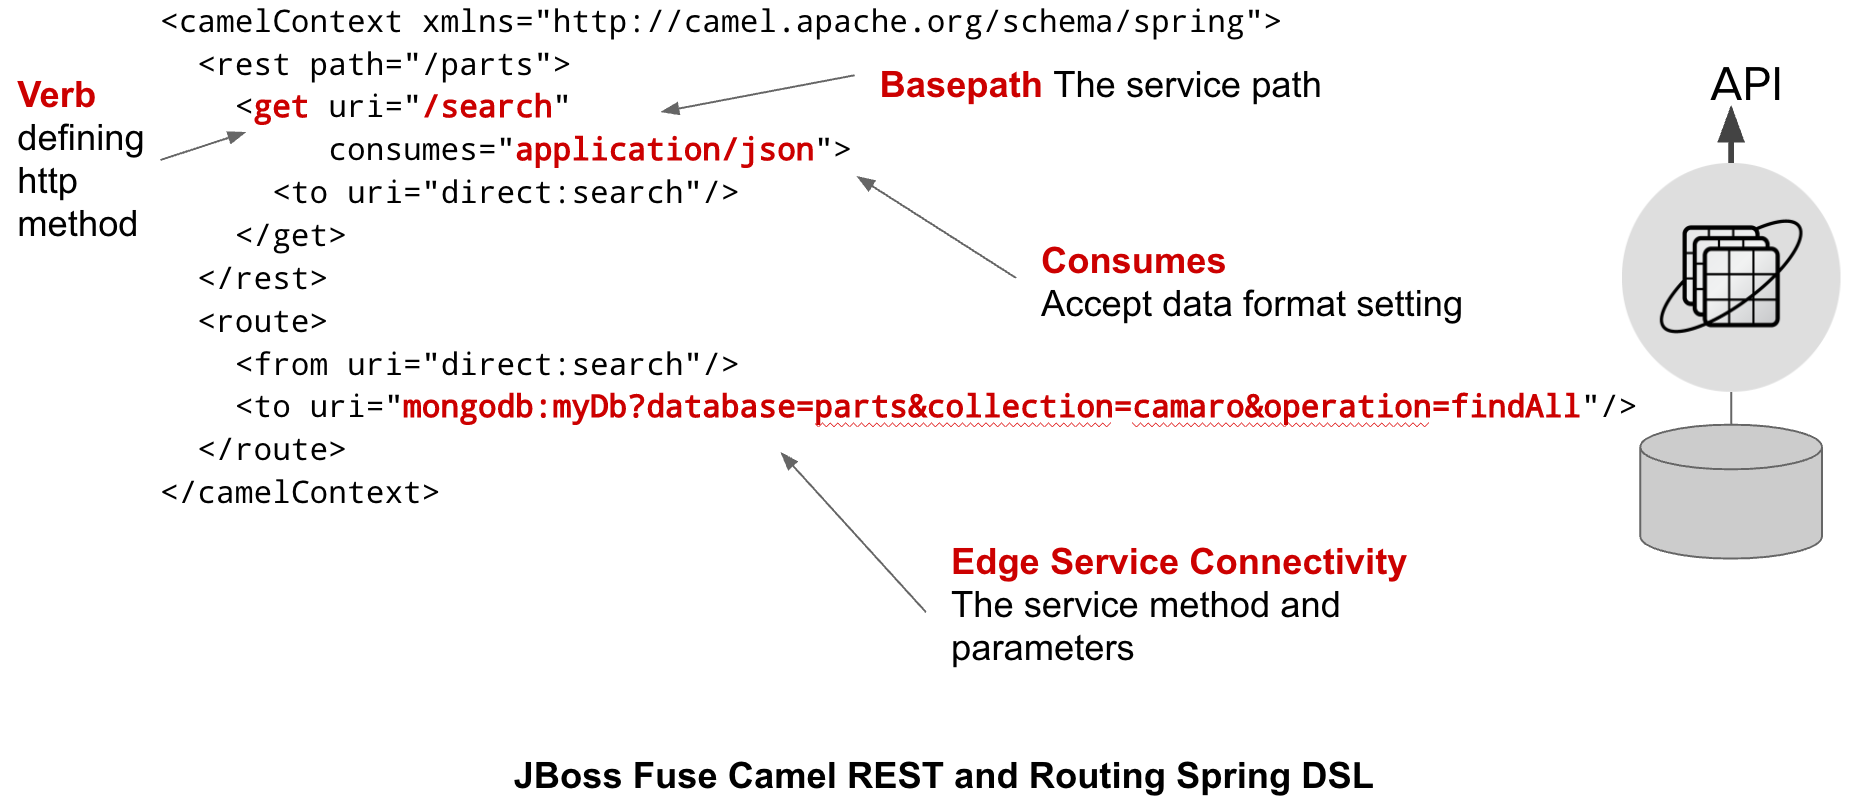 <camelContext xmlns="http://camel.apache.org/schema/spring">
  <rest path="/parts">
    <get uri="/search"
          consumes="application/json">
       <to uri="direct:search"/>
    </get>
  </rest>
  <route>
    <from uri="direct:search"/>
    <to uri="mongodb:myDb?database=parts&collection=camaro&operation=findAll"/>
  </route>
</camelContext>
Verb
defining
http
method
Basepath The service path
Consumes
Accept data format setting
Edge Service Connectivity
The service method and
parameters
API
JBoss Fuse Camel REST and Routing Spring DSL